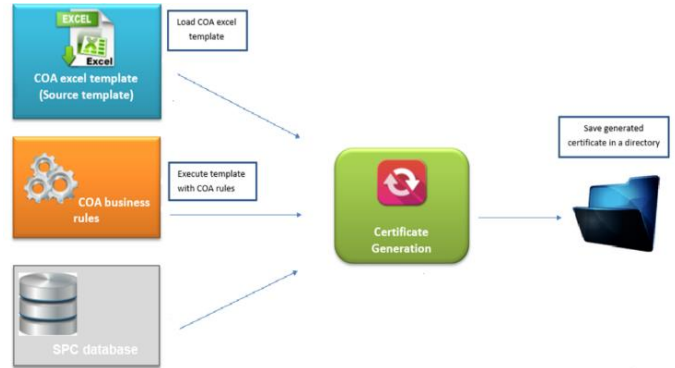 EXCEL
Excel
COA excel template
(Source template)
Load COA excel
template
COA business
rules
Execute template
with COA rules
SPC database
Certificate
Generation
Save generated
certificate in a directory